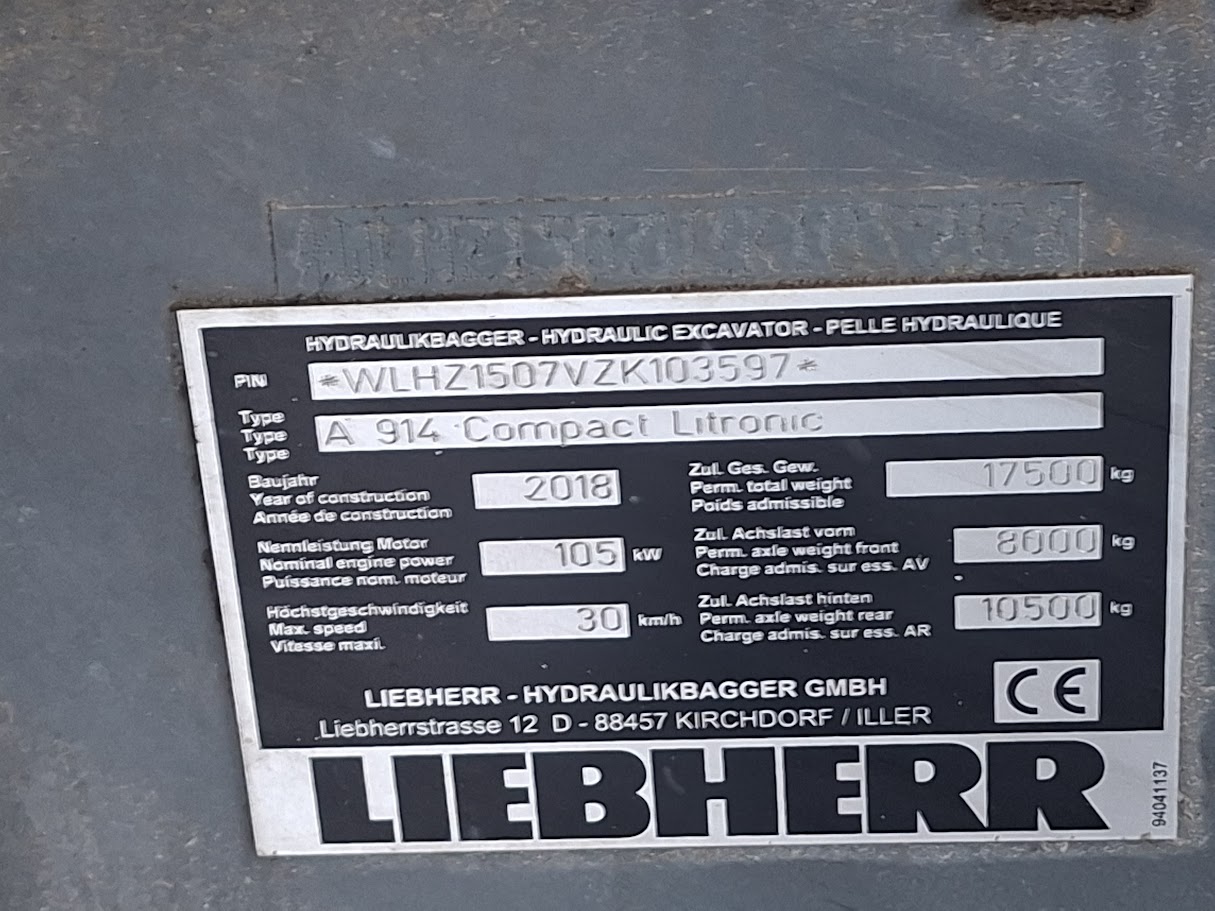 HYDRAULIKBAGGER - HYDRAULIC EXCAVATOR - PELLE HYDRAULIQUE
PIN *WLHZ1507VZK103597*
Type
Type
Type
A 914 Compact Litronic
Baujahr
Year of construction
Année de construction
2018
Zul. Ges. Gew.
Perm. total weight
Poids admissible
17500 kg
Nennleistung Motor
Nominal engine power
Puissance nom. moteur
105 kW
Zul. Achslast vorn
Perm. axle weight front
Charge admis. sur ess. AV
8000 kg
Höchstgeschwindigkeit
Max. speed
Vitesse maxi.
30 km/h
Zul. Achslast hinten
Perm. axle weight rear
Charge admis. sur ess. AR
10500 kg
LIEBHERR - HYDRAULIKBAGGER GMBH
Liebherrstrasse 12 D - 88457 KIRCHDORF / ILLER
CE
LIEBHERR
94041137